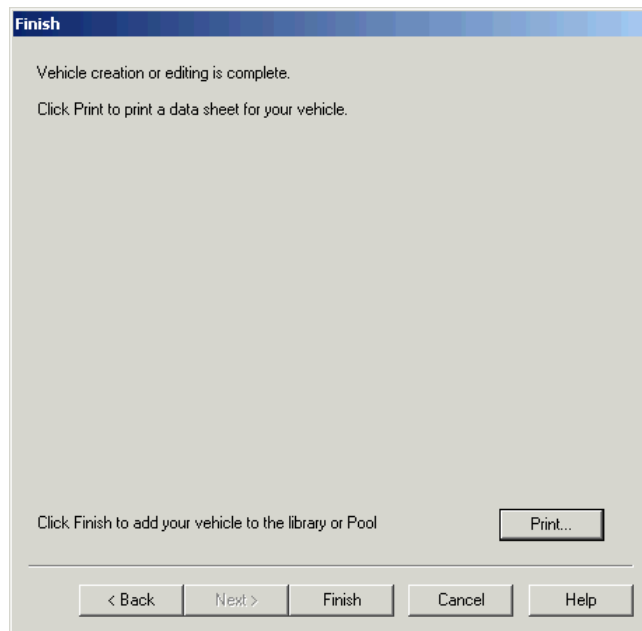 Finish
Vehicle creation or editing is complete.
Click Print to print a data sheet for your vehicle.
Click Finish to add your vehicle to the library or Pool
Print...
< Back
Next >
Finish
Cancel
Help